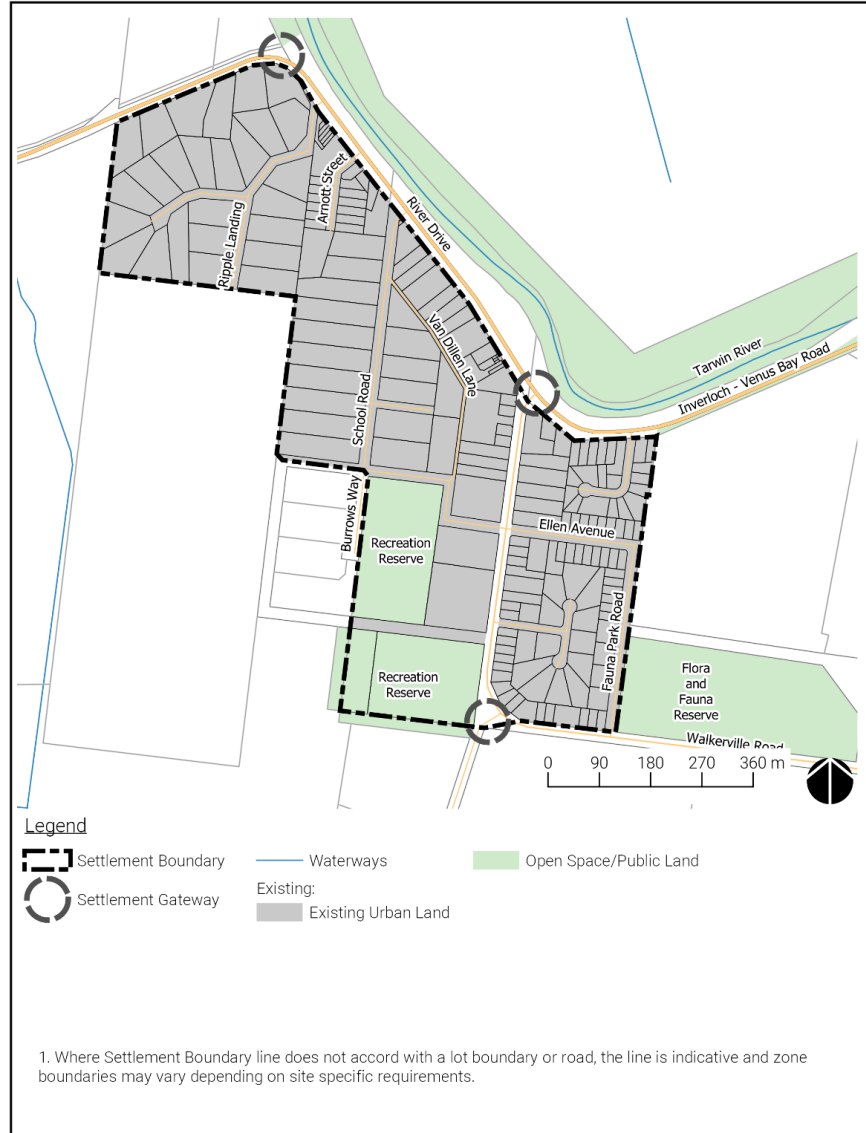 Arnott Street
River Drive
Ripple Landing
Van Dillen Lane
Tarwin River
Inverloch - Venus Bay Road
School Road
Burrows Way
Ellen Avenue
Recreation
Reserve
Fauna Park Road
Recreation
Reserve
Flora
and
Fauna
Reserve
Walkerville Road
0 90 180 270 360 m
Legend
Settlement Boundary
Waterways
Open Space/Public Land
Settlement Gateway
Existing:
Existing Urban Land
1. Where Settlement Boundary line does not accord with a lot boundary or road, the line is indicative and zone
boundaries may vary depending on site specific requirements.